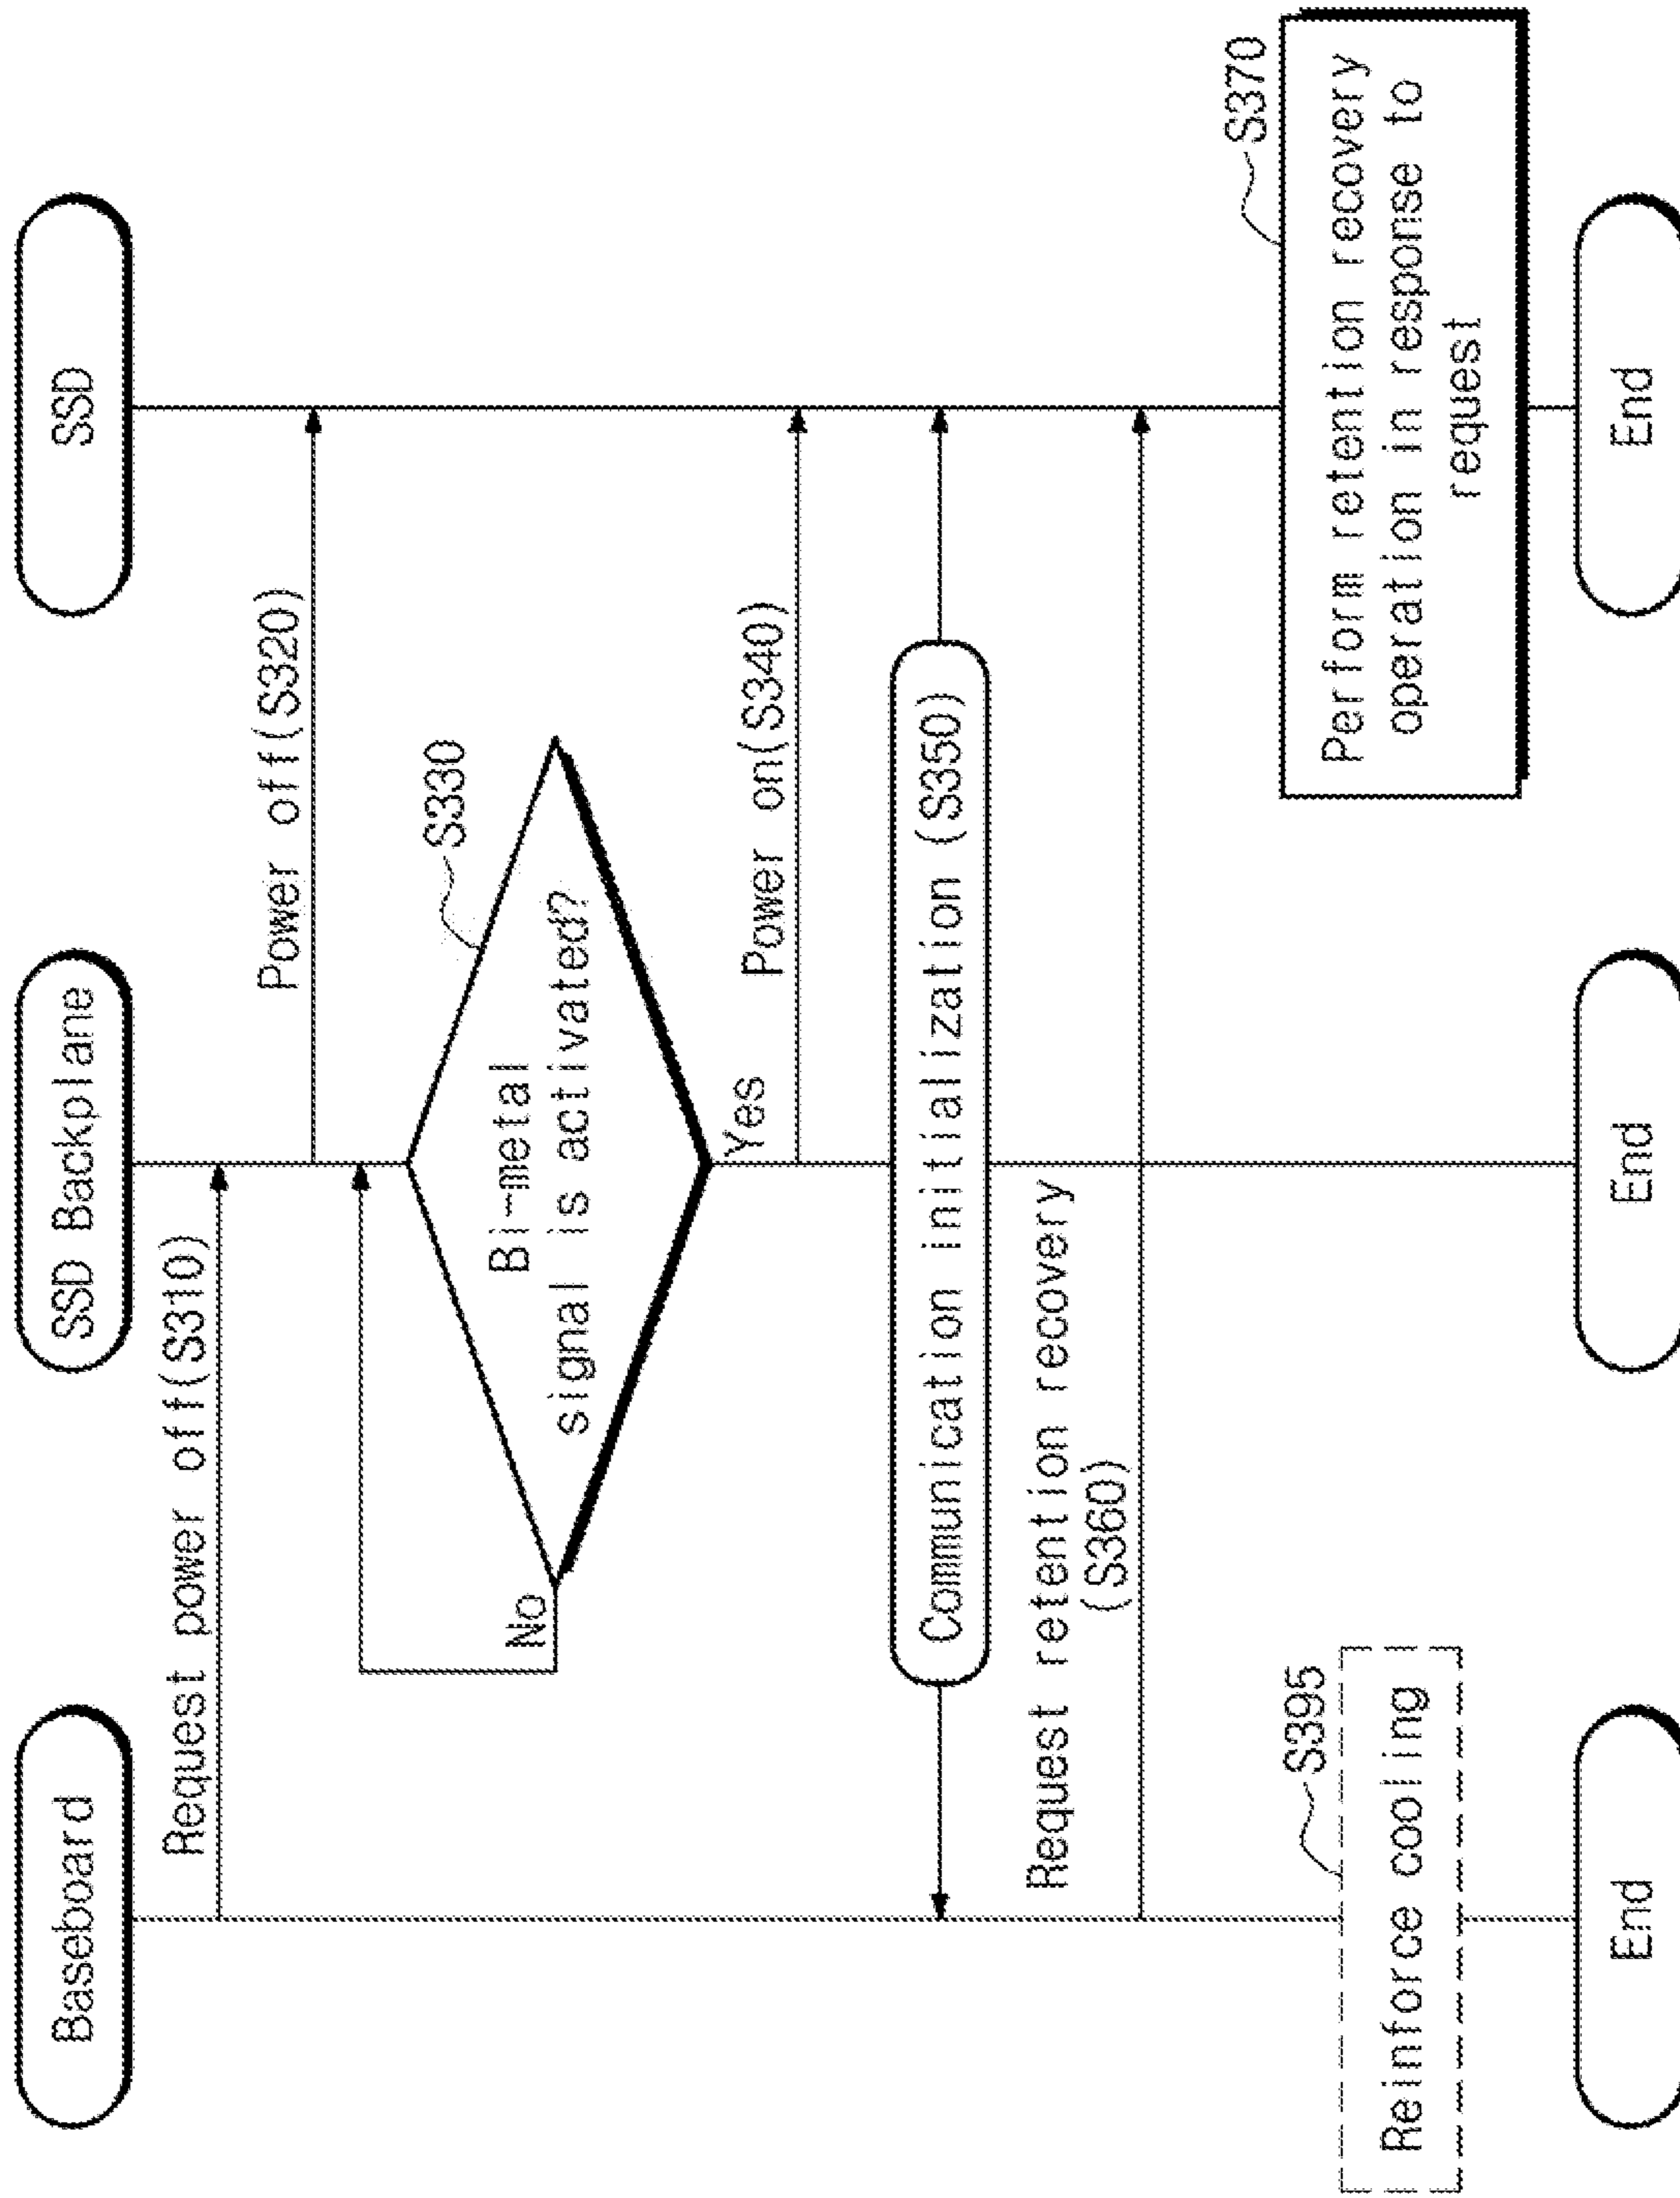 Baseboard
SSD Backplane
SSD
Request power off(S310)
Power off(S320)
S330
Bi-metal
signal is activated?
No
Yes
Power on(S340)
Communication initialization (S350)
Request retention recovery
(S360)
S370
Perform retention recovery
operation in response to
request
S395
Reinforce cooling
End
End
End